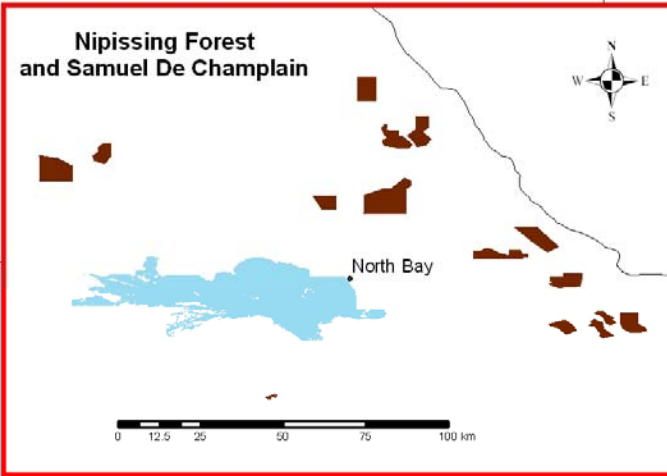 Nipissing Forest
and Samuel De Champlain
N
W E
S
North Bay
0 12.5 25 50 75 100 km